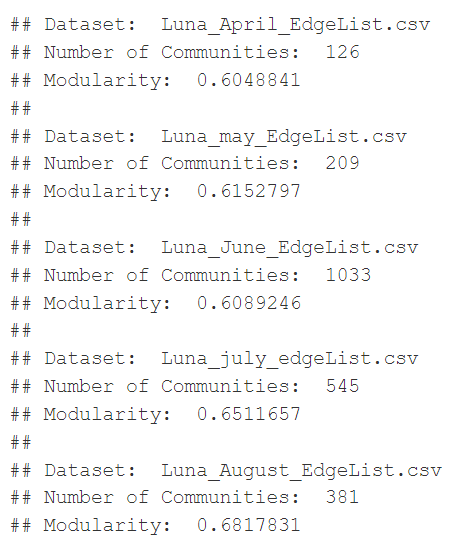 ## Dataset:  Luna_April_EdgeList.csv
## Number of Communities:  126
## Modularity:  0.6048841
##
## Dataset:  Luna_may_EdgeList.csv
## Number of Communities:  209
## Modularity:  0.6152797
##
## Dataset:  Luna_June_EdgeList.csv
## Number of Communities:  1033
## Modularity:  0.6089246
##
## Dataset:  Luna_july_edgeList.csv
## Number of Communities:  545
## Modularity:  0.6511657
##
## Dataset:  Luna_August_EdgeList.csv
## Number of Communities:  381
## Modularity:  0.6817831